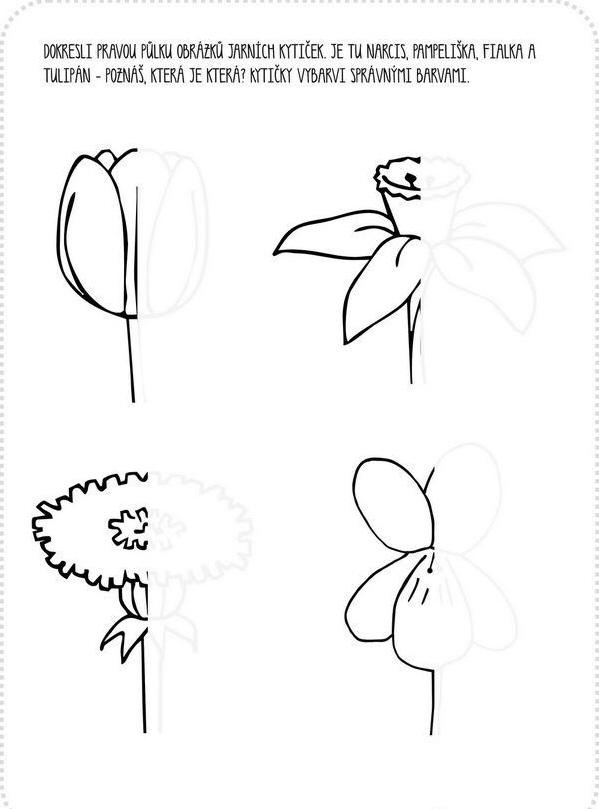 DOKRESLI PRAVOU PŮLKU OBRÁZKŮ JARNÍCH KYTIČEK. JE TU NARCIS, PAMPELIŠKA, FIALKA A
TULIPÁN - POZNÁŠ, KTERÁ JE KTERÁ? KYTIČKY VYBARVI SPRÁVNÝMI BARVAMI.